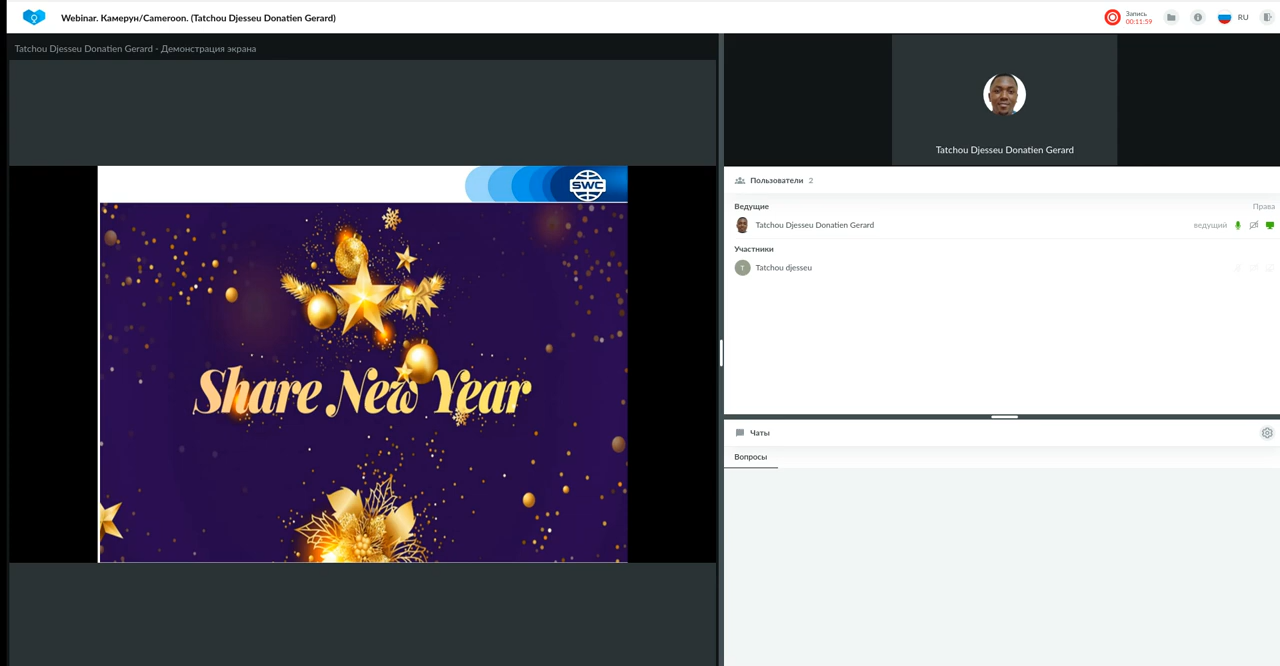 Webinar. Камерун/Cameroon. (Tatchou Djesseu Donatien Gerard)
Запись
00:11:59
RU
Tatchou Djesseu Donatien Gerard - Демонстрация экрана
SWC
Share New Year
Tatchou Djesseu Donatien Gerard
Пользователи 2
Ведущие Права
Tatchou Djesseu Donatien Gerard ведущий
Участники
T Tatchou djesseu
Чаты
Вопросы